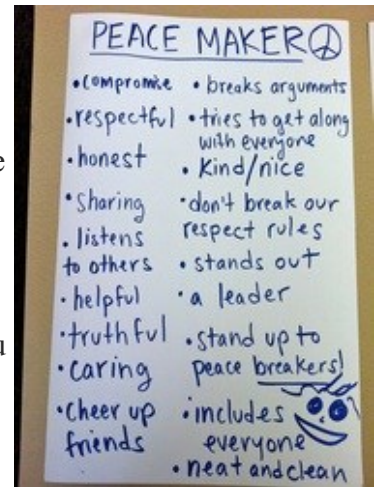 PEACE MAKER
•compromise
•respectful
•honest
•sharing
•listens
to others
•helpful
•truthful
•caring
•cheer up
friends
•breaks arguments
•tries to get along
with everyone
•Kind/nice
•don't break our
respect rules
•stands out
•a leader
•stand up to
peace breakers!
•includes
everyone
•neat and clean
e
u